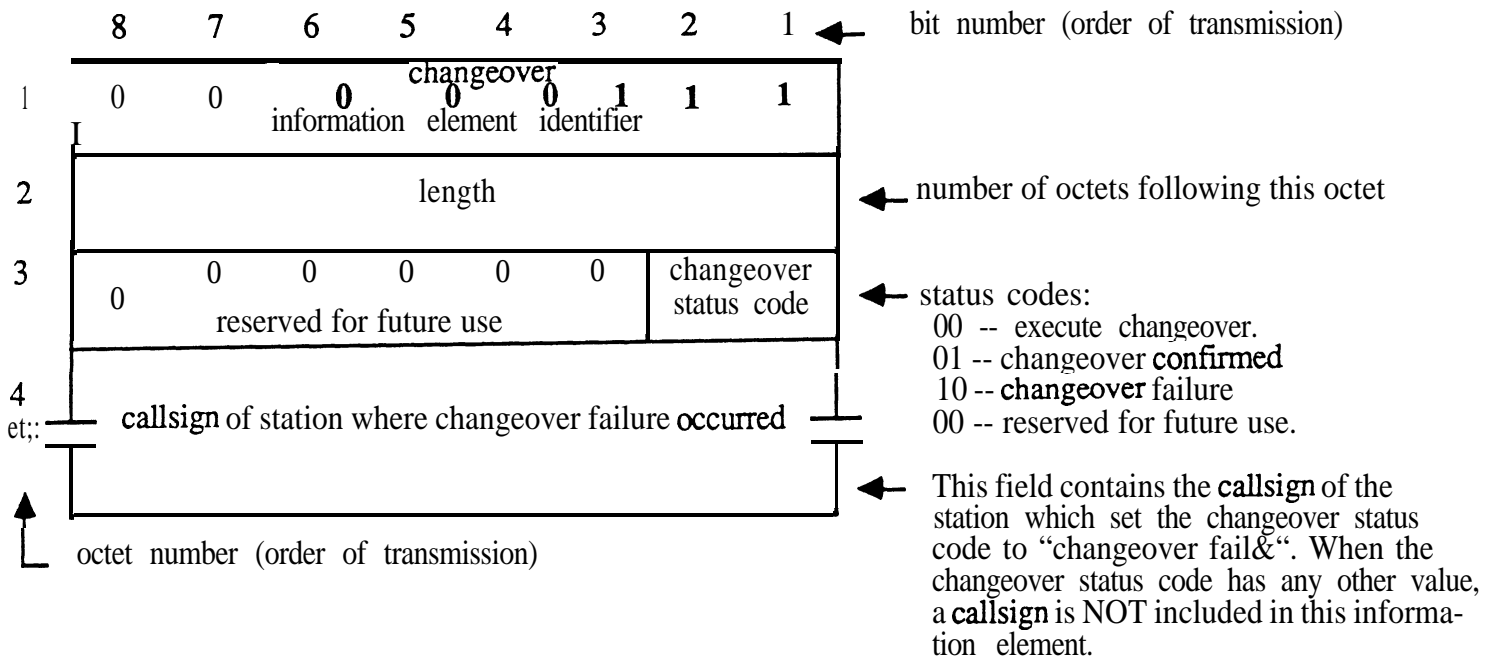 8 7 6 5 4 3 2 1 bit number (order of transmission)
changeover
1 0 0 0 0 0 1 1 1
information element identifier
I
2 length number of octets following this octet
3 0 0 0 0 0 0 changeover
status code
reserved for future use
status codes:
00 -- execute changeover.
01 -- changeover confirmed
10 -- changeover failure
00 -- reserved for future use.
4
et;: callsign of station where changeover failure occurred
This field contains the callsign of the
station which set the changeover status
code to “changeover fail&“. When the
changeover status code has any other value,
a callsign is NOT included in this informa-
tion element.
octet number (order of transmission)